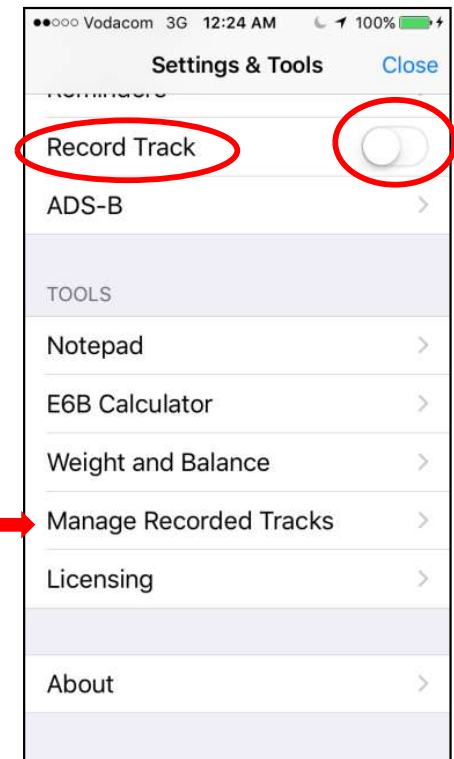 Vodacom 3G 12:24 AM 100%
Settings & Tools Close
Reminders
Record Track
ADS-B
TOOLS
Notepad
E6B Calculator
Weight and Balance
Manage Recorded Tracks
Licensing
About